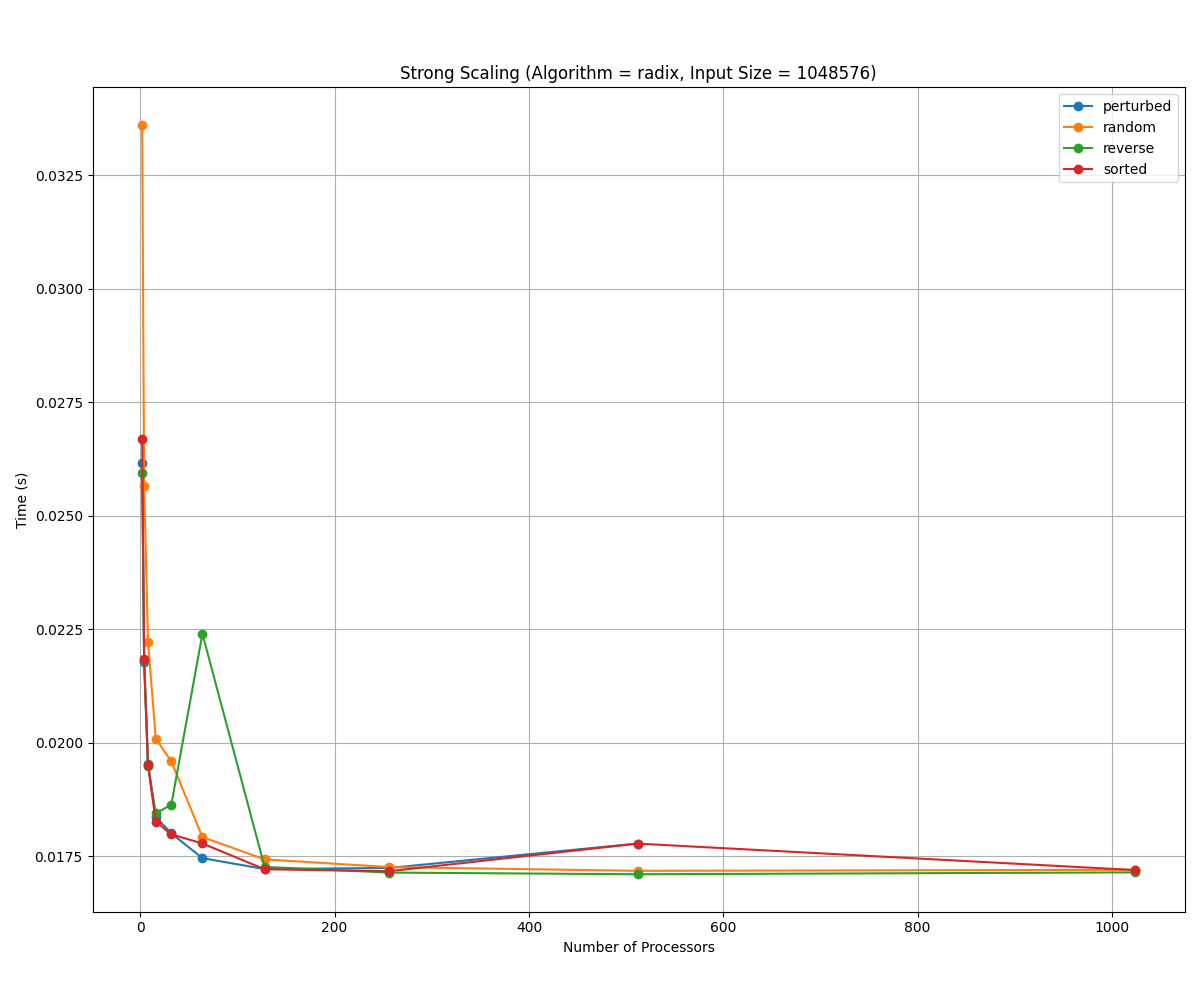 Strong Scaling (Algorithm = radix, Input Size = 1048576)
perturbed
random
reverse
sorted
Time (s)
0.0325
0.0300
0.0275
0.0250
0.0225
0.0200
0.0175
0 200 400 600 800 1000
Number of Processors